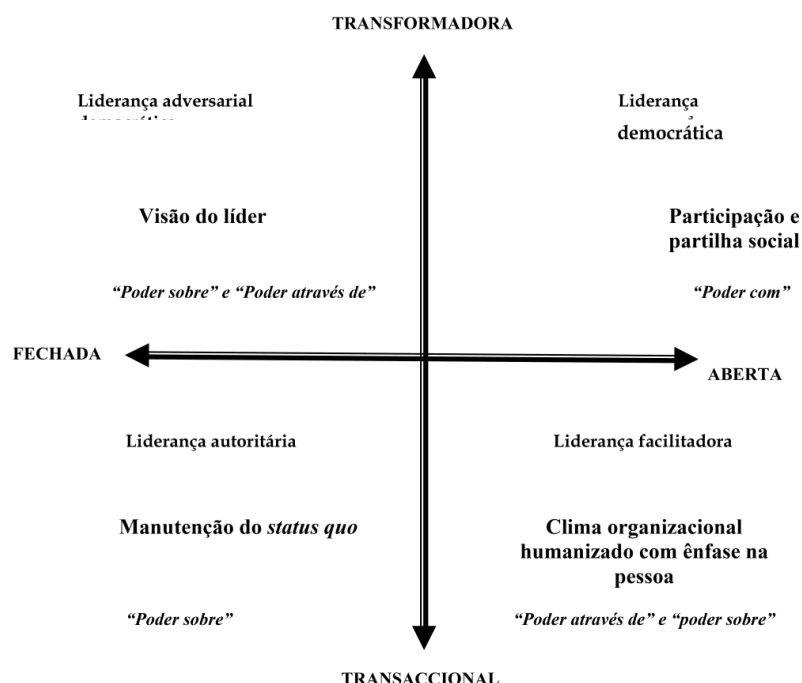 TRANSFORMADORA
Liderança adversarial
Liderança
democrática
Visão do líder
Participação e
partilha social
“Poder sobre” e “Poder através de”
“Poder com”
FECHADA
ABERTA
Liderança autoritária
Liderança facilitadora
Manutenção do status quo
Clima organizacional
humanizado com ênfase na
pessoa
“Poder sobre”
“Poder através de” e “poder sobre”
TRANSACCIONAL